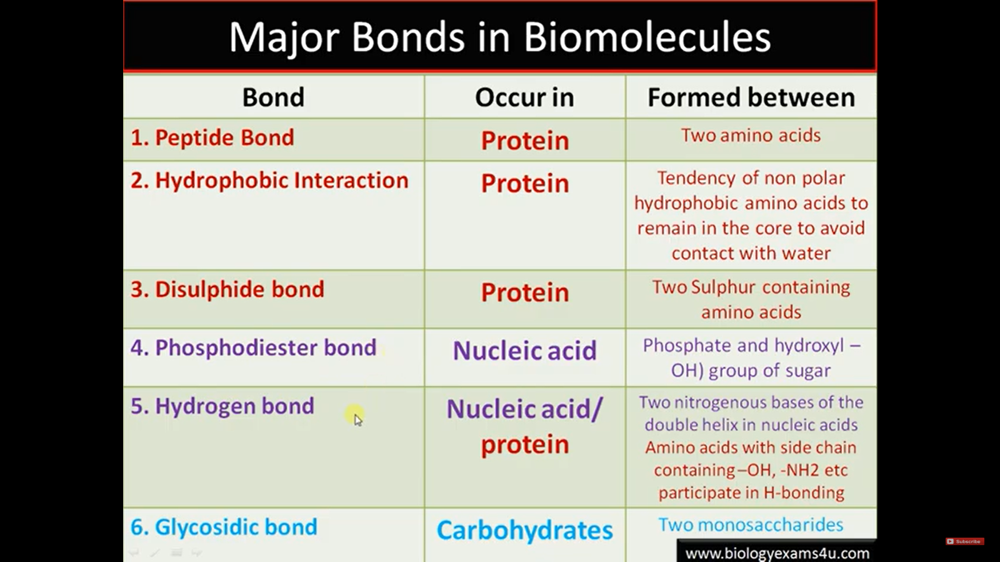 Major Bonds in Biomolecules
Bond
Occur in
Formed between
1. Peptide Bond
Protein
Two amino acids
2. Hydrophobic Interaction
Protein
Tendency of non polar
hydrophobic amino acids to
remain in the core to avoid
contact with water
3. Disulphide bond
Protein
Two Sulphur containing
amino acids
4. Phosphodiester bond
Nucleic acid
Phosphate and hydroxyl –
OH) group of sugar
5. Hydrogen bond
Nucleic acid/
protein
Two nitrogenous bases of the
double helix in nucleic acids
Amino acids with side chain
containing –OH, -NH2 etc
participate in H-bonding
6. Glycosidic bond
Carbohydrates
Two monosaccharides
www.biologyexams4u.com
Subscribe